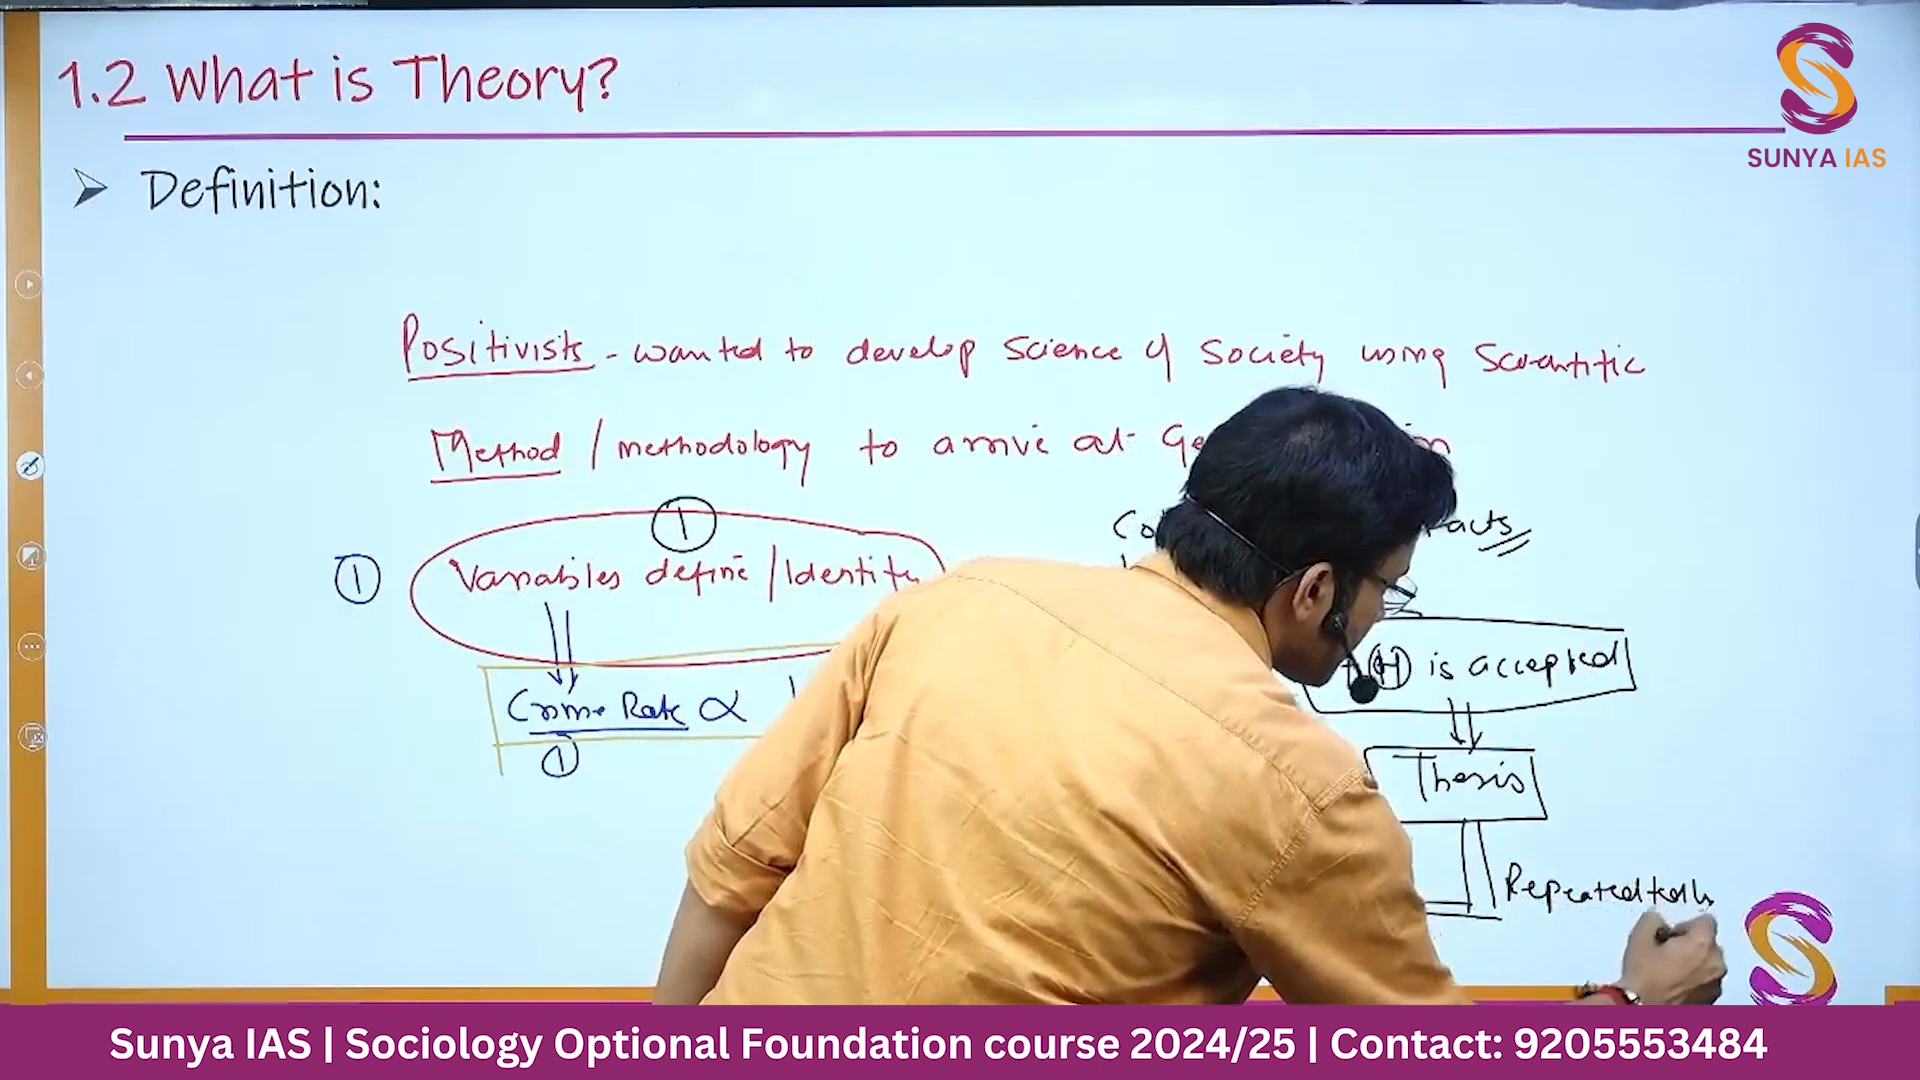 1.2 What is Theory?
SUNYA IAS
Definition:
Positivists - wanted to develop Science of Society using Scientific
Method / methodology to arrive at
① Variables define / Identify
①
Crime Rate ∝
①
H is accepted
Thesis
Repeated
Sunya IAS | Sociology Optional Foundation course 2024/25 | Contact: 9205553484